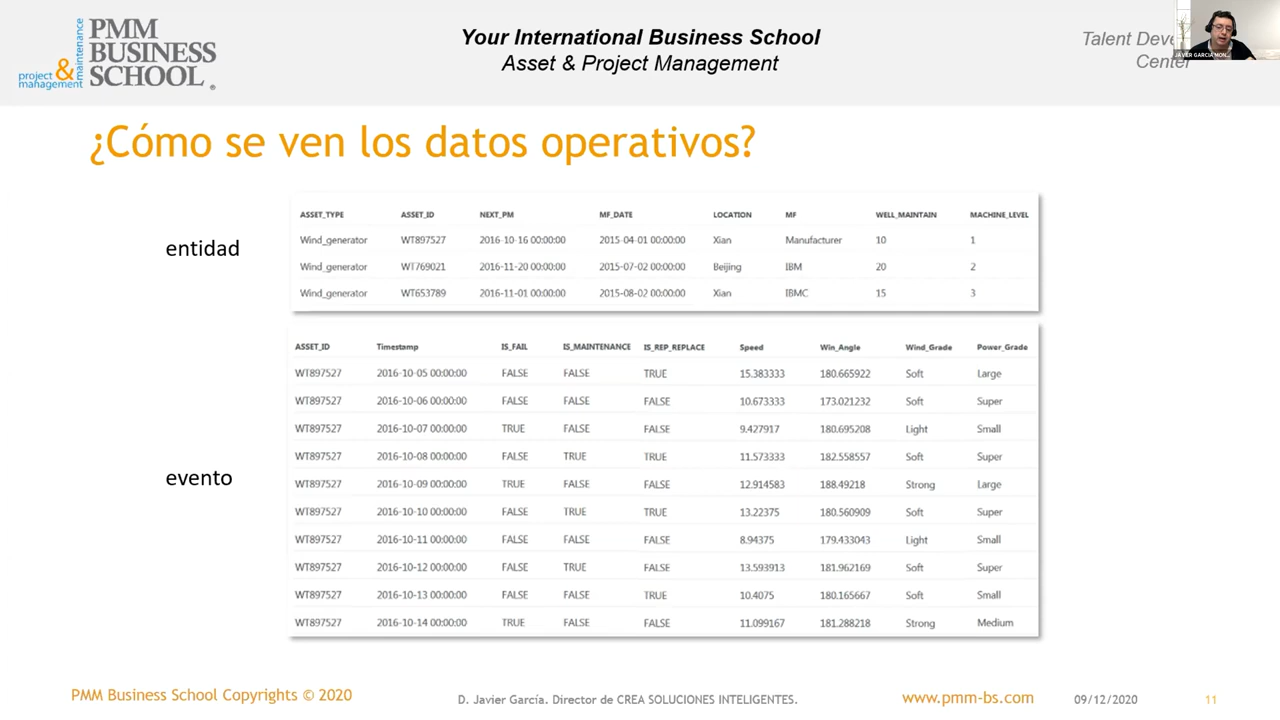 project
&
management
maintenance
PMM
BUSINESS
SCHOOL
Your International Business School
Asset & Project Management
Talent
Center
¿Cómo se ven los datos operativos?
entidad
ASSET_TYPE ASSET_ID NEXT_PM MF_DATE LOCATION MF WELL_MAINTAIN MACHINE_LEVEL
Wind_generator WT897527 2016-10-16 00:00:00 2015-04-01 00:00:00 Xian Manufacturer 10 1
Wind_generator WT769021 2016-11-20 00:00:00 2015-07-02 00:00:00 Beijing IBM 20 2
Wind_generator WT653789 2016-11-01 00:00:00 2015-08-02 00:00:00 Xian IBMC 15 3
evento
ASSET_ID Timestamp IS_FAIL IS_MAINTENANCE IS_REP_REPLACE Speed Win_Angle Wind_Grade Power_Grade
WT897527 2016-10-05 00:00:00 FALSE FALSE TRUE 15.383333 180.665922 Soft Large
WT897527 2016-10-06 00:00:00 FALSE FALSE FALSE 10.673333 173.021232 Soft Super
WT897527 2016-10-07 00:00:00 TRUE FALSE FALSE 9.427917 180.695208 Light Small
WT897527 2016-10-08 00:00:00 FALSE TRUE TRUE 11.573333 182.558557 Soft Super
WT897527 2016-10-09 00:00:00 TRUE FALSE FALSE 12.914583 188.49218 Strong Large
WT897527 2016-10-10 00:00:00 FALSE TRUE TRUE 13.22375 180.560909 Soft Super
WT897527 2016-10-11 00:00:00 FALSE FALSE FALSE 8.94375 179.433043 Light Small
WT897527 2016-10-12 00:00:00 FALSE TRUE FALSE 13.593913 181.962169 Soft Super
WT897527 2016-10-13 00:00:00 FALSE FALSE TRUE 10.4075 180.165667 Soft Small
WT897527 2016-10-14 00:00:00 TRUE FALSE FALSE 11.099167 181.288218 Strong Medium
PMM Business School Copyrights © 2020
D. Javier García. Director de CREA SOLUCIONES INTELIGENTES.
www.pmm-bs.com
09/12/2020
11
JAVIER GARCIA MON...